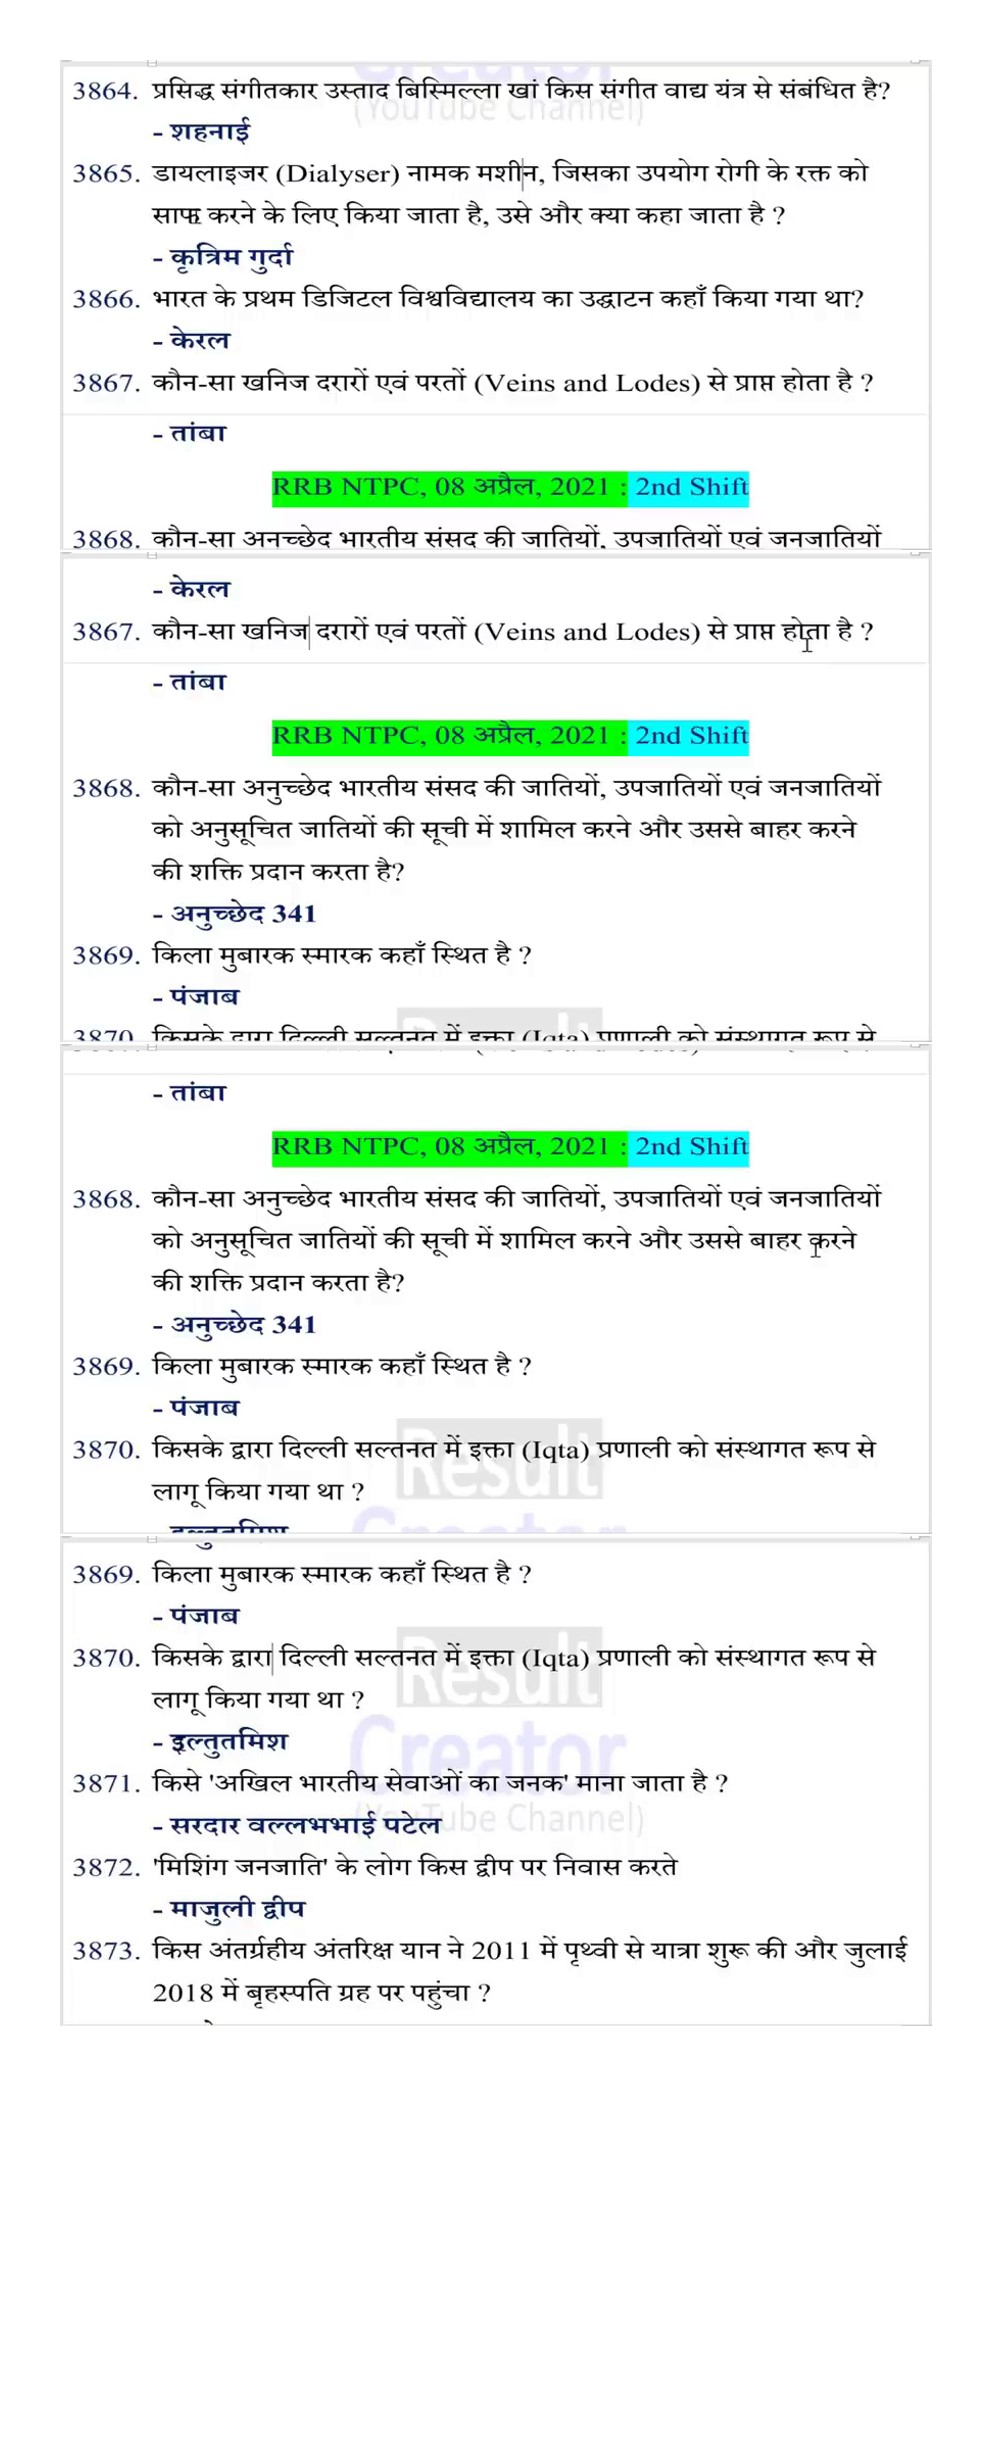 3864. प्रसिद्ध संगीतकार उस्ताद बिस्मिल्ला खां किस संगीत वाद्य यंत्र से संबंधित है?
(YouTube Channel)
- शहनाई
3865. डायलाइजर (Dialyser) नामक मशीन, जिसका उपयोग रोगी के रक्त को
साफ करने के लिए किया जाता है, उसे और क्या कहा जाता है ?
- कृत्रिम गुर्दा
3866. भारत के प्रथम डिजिटल विश्वविद्यालय का उद्घाटन कहाँ किया गया था?
- केरल
3867. कौन-सा खनिज दरारों एवं परतों (Veins and Lodes) से प्राप्त होता है ?
- तांबा
RRB NTPC, 08 अप्रैल, 2021 : 2nd Shift
3868. कौन-सा अनुच्छेद भारतीय संसद की जातियों, उपजातियों एवं जनजातियों
- केरल
3867. कौन-सा खनिज दरारों एवं परतों (Veins and Lodes) से प्राप्त होता है ?
- तांबा
RRB NTPC, 08 अप्रैल, 2021 : 2nd Shift
3868. कौन-सा अनुच्छेद भारतीय संसद की जातियों, उपजातियों एवं जनजातियों
को अनुसूचित जातियों की सूची में शामिल करने और उससे बाहर करने
की शक्ति प्रदान करता है?
- अनुच्छेद 341
3869. किला मुबारक स्मारक कहाँ स्थित है ?
- पंजाब
3870. किसके द्वारा दिल्ली सल्तनत में इक्ता (Iqta) प्रणाली को संस्थागत रूप से
- तांबा
RRB NTPC, 08 अप्रैल, 2021 : 2nd Shift
3868. कौन-सा अनुच्छेद भारतीय संसद की जातियों, उपजातियों एवं जनजातियों
को अनुसूचित जातियों की सूची में शामिल करने और उससे बाहर करने
की शक्ति प्रदान करता है?
- अनुच्छेद 341
3869. किला मुबारक स्मारक कहाँ स्थित है ?
- पंजाब
3870. किसके द्वारा दिल्ली सल्तनत में इक्ता (Iqta) प्रणाली को संस्थागत रूप से
Result
लागू किया गया था ?
- इल्तुतमिश
3869. किला मुबारक स्मारक कहाँ स्थित है ?
- पंजाब
3870. किसके द्वारा दिल्ली सल्तनत में इक्ता (Iqta) प्रणाली को संस्थागत रूप से
Result
लागू किया गया था ?
- इल्तुतमिश
Creator
3871. किसे 'अखिल भारतीय सेवाओं का जनक' माना जाता है ?
(YouTube Channel)
- सरदार वल्लभभाई पटेल
3872. 'मिशिंग जनजाति' के लोग किस द्वीप पर निवास करते
- माजुली द्वीप
3873. किस अंतर्ग्रहीय अंतरिक्ष यान ने 2011 में पृथ्वी से यात्रा शुरू की और जुलाई
2018 में बृहस्पति ग्रह पर पहुंचा ?